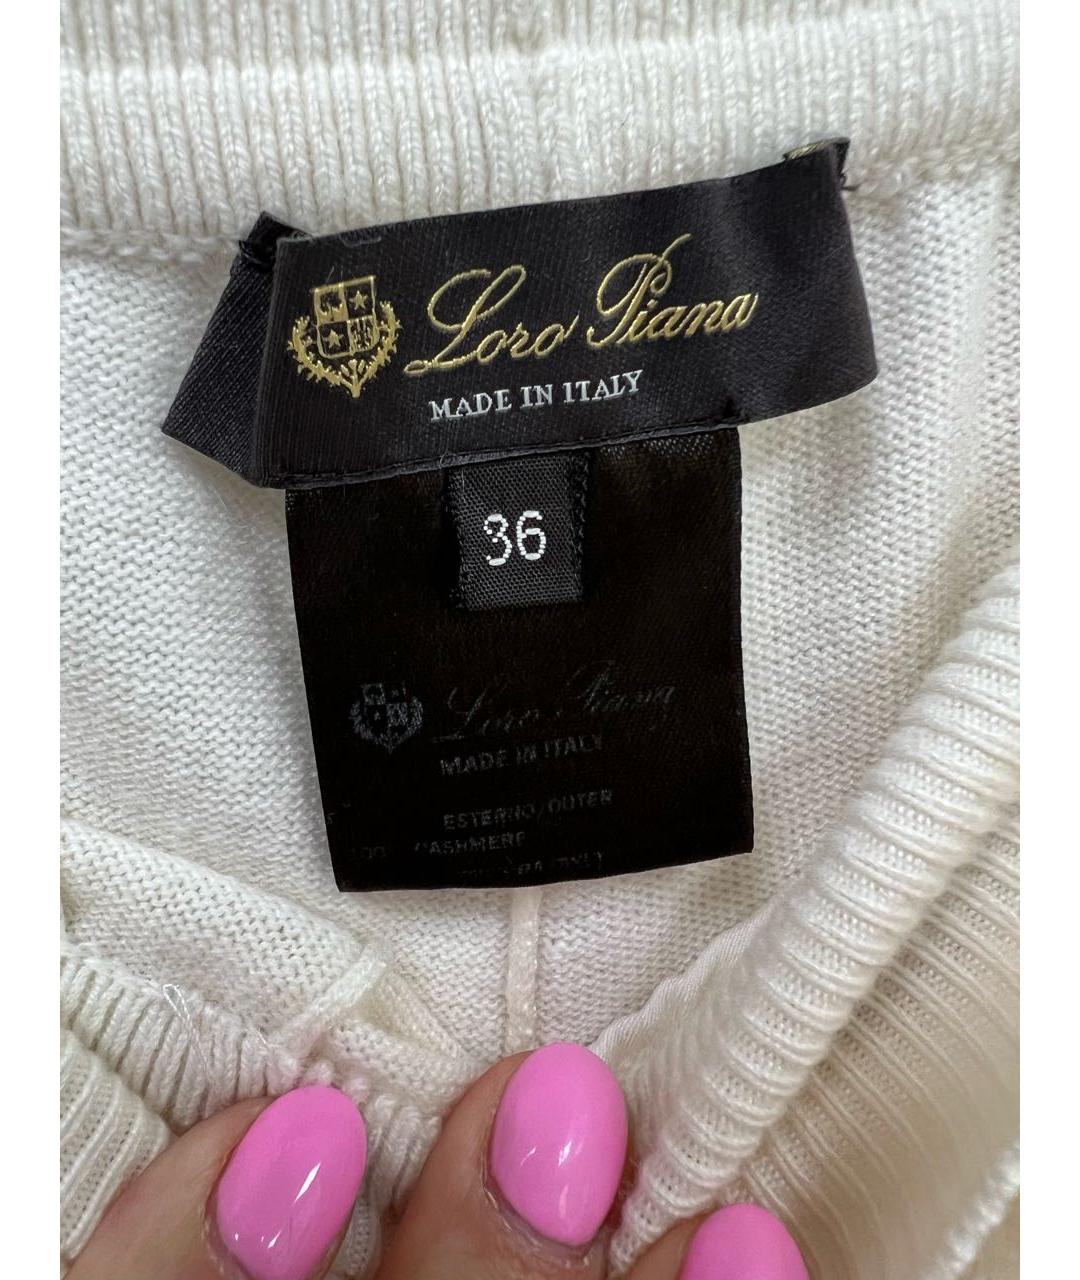 Loro Piana
MADE IN ITALY
36
Loro Piana
MADE IN ITALY
ESTERNO/OUTER
CASHMERE